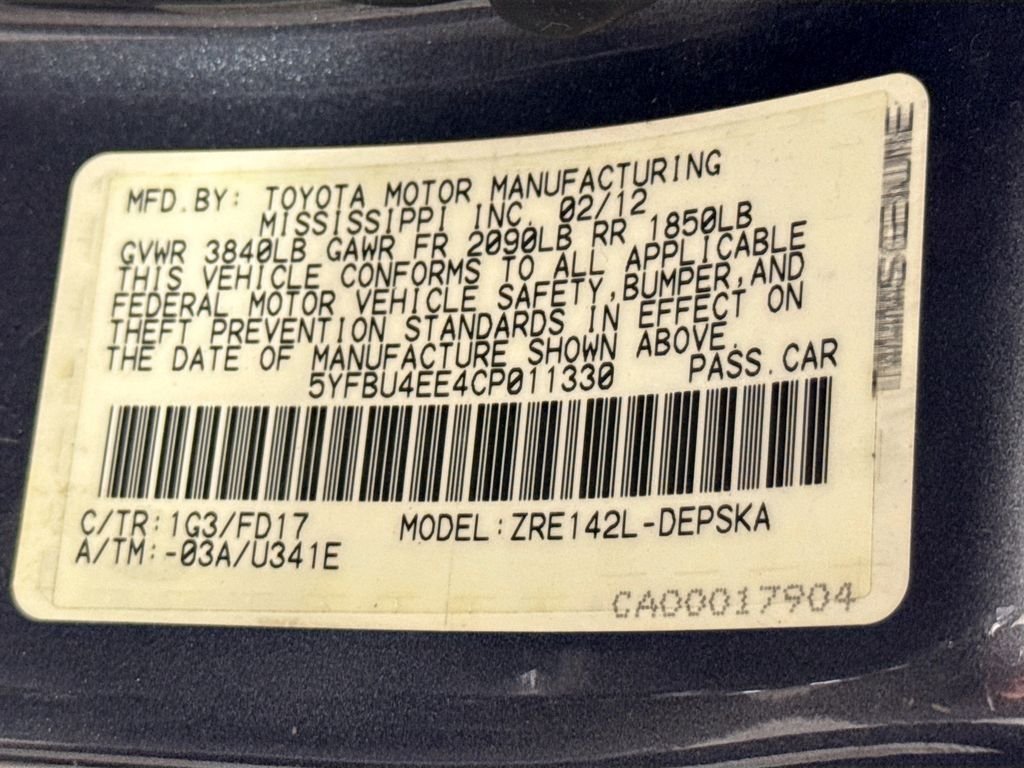 MFD.BY: TOYOTA MOTOR MANUFACTURING
MISSISSIPPI INC. 02/12
GVWR 3840LB GAWR FR 2090LB RR 1850LB
THIS VEHICLE CONFORMS TO ALL APPLICABLE
FEDERAL MOTOR VEHICLE SAFETY,BUMPER,AND
THEFT PREVENTION STANDARDS IN EFFECT ON
THE DATE OF MANUFACTURE SHOWN ABOVE.
5YFBU4EE4CP011330 PASS.CAR
C/TR:1G3/FD17 MODEL:ZRE142L-DEPSKA
A/TM:-03A/U341E
CA00017904